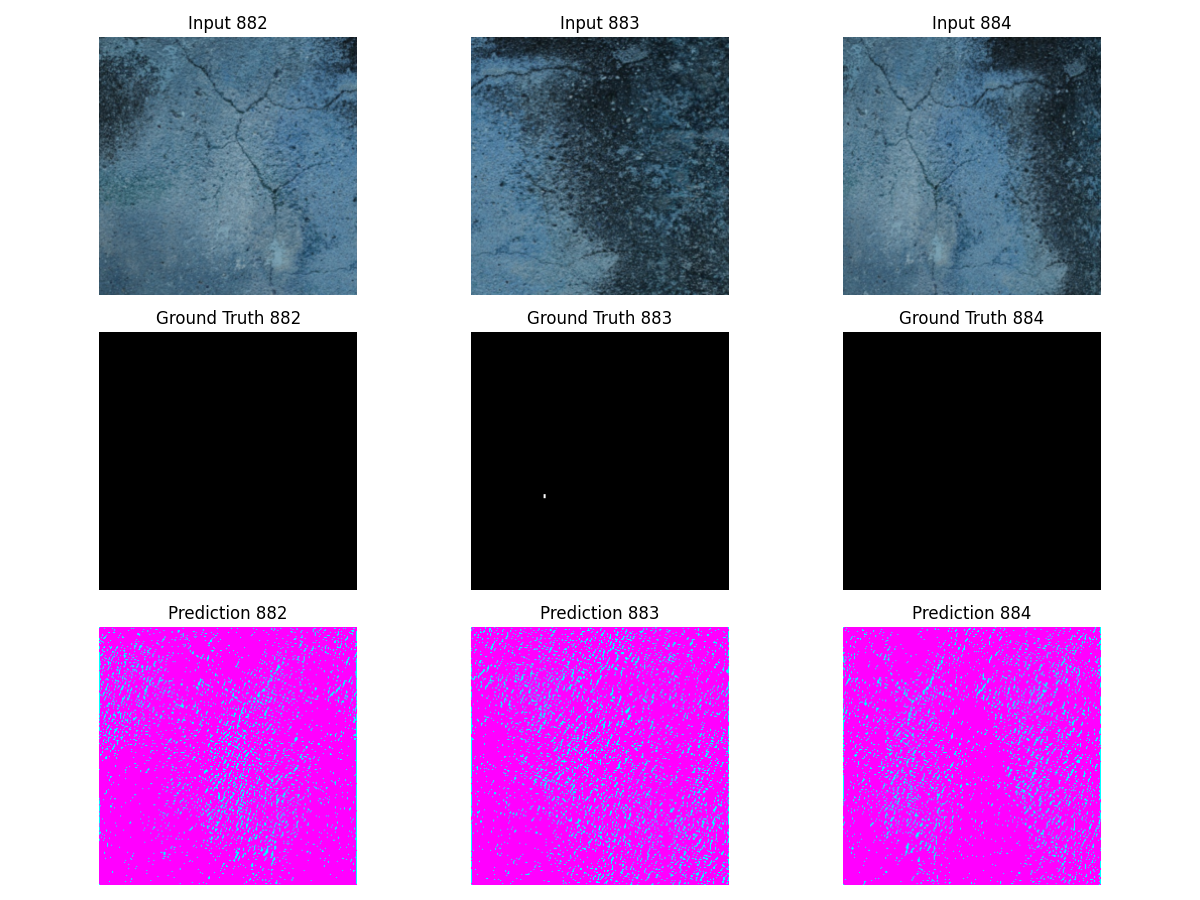 Input 882
Input 883
Input 884
Ground Truth 882
Ground Truth 883
Ground Truth 884
Prediction 882
Prediction 883
Prediction 884